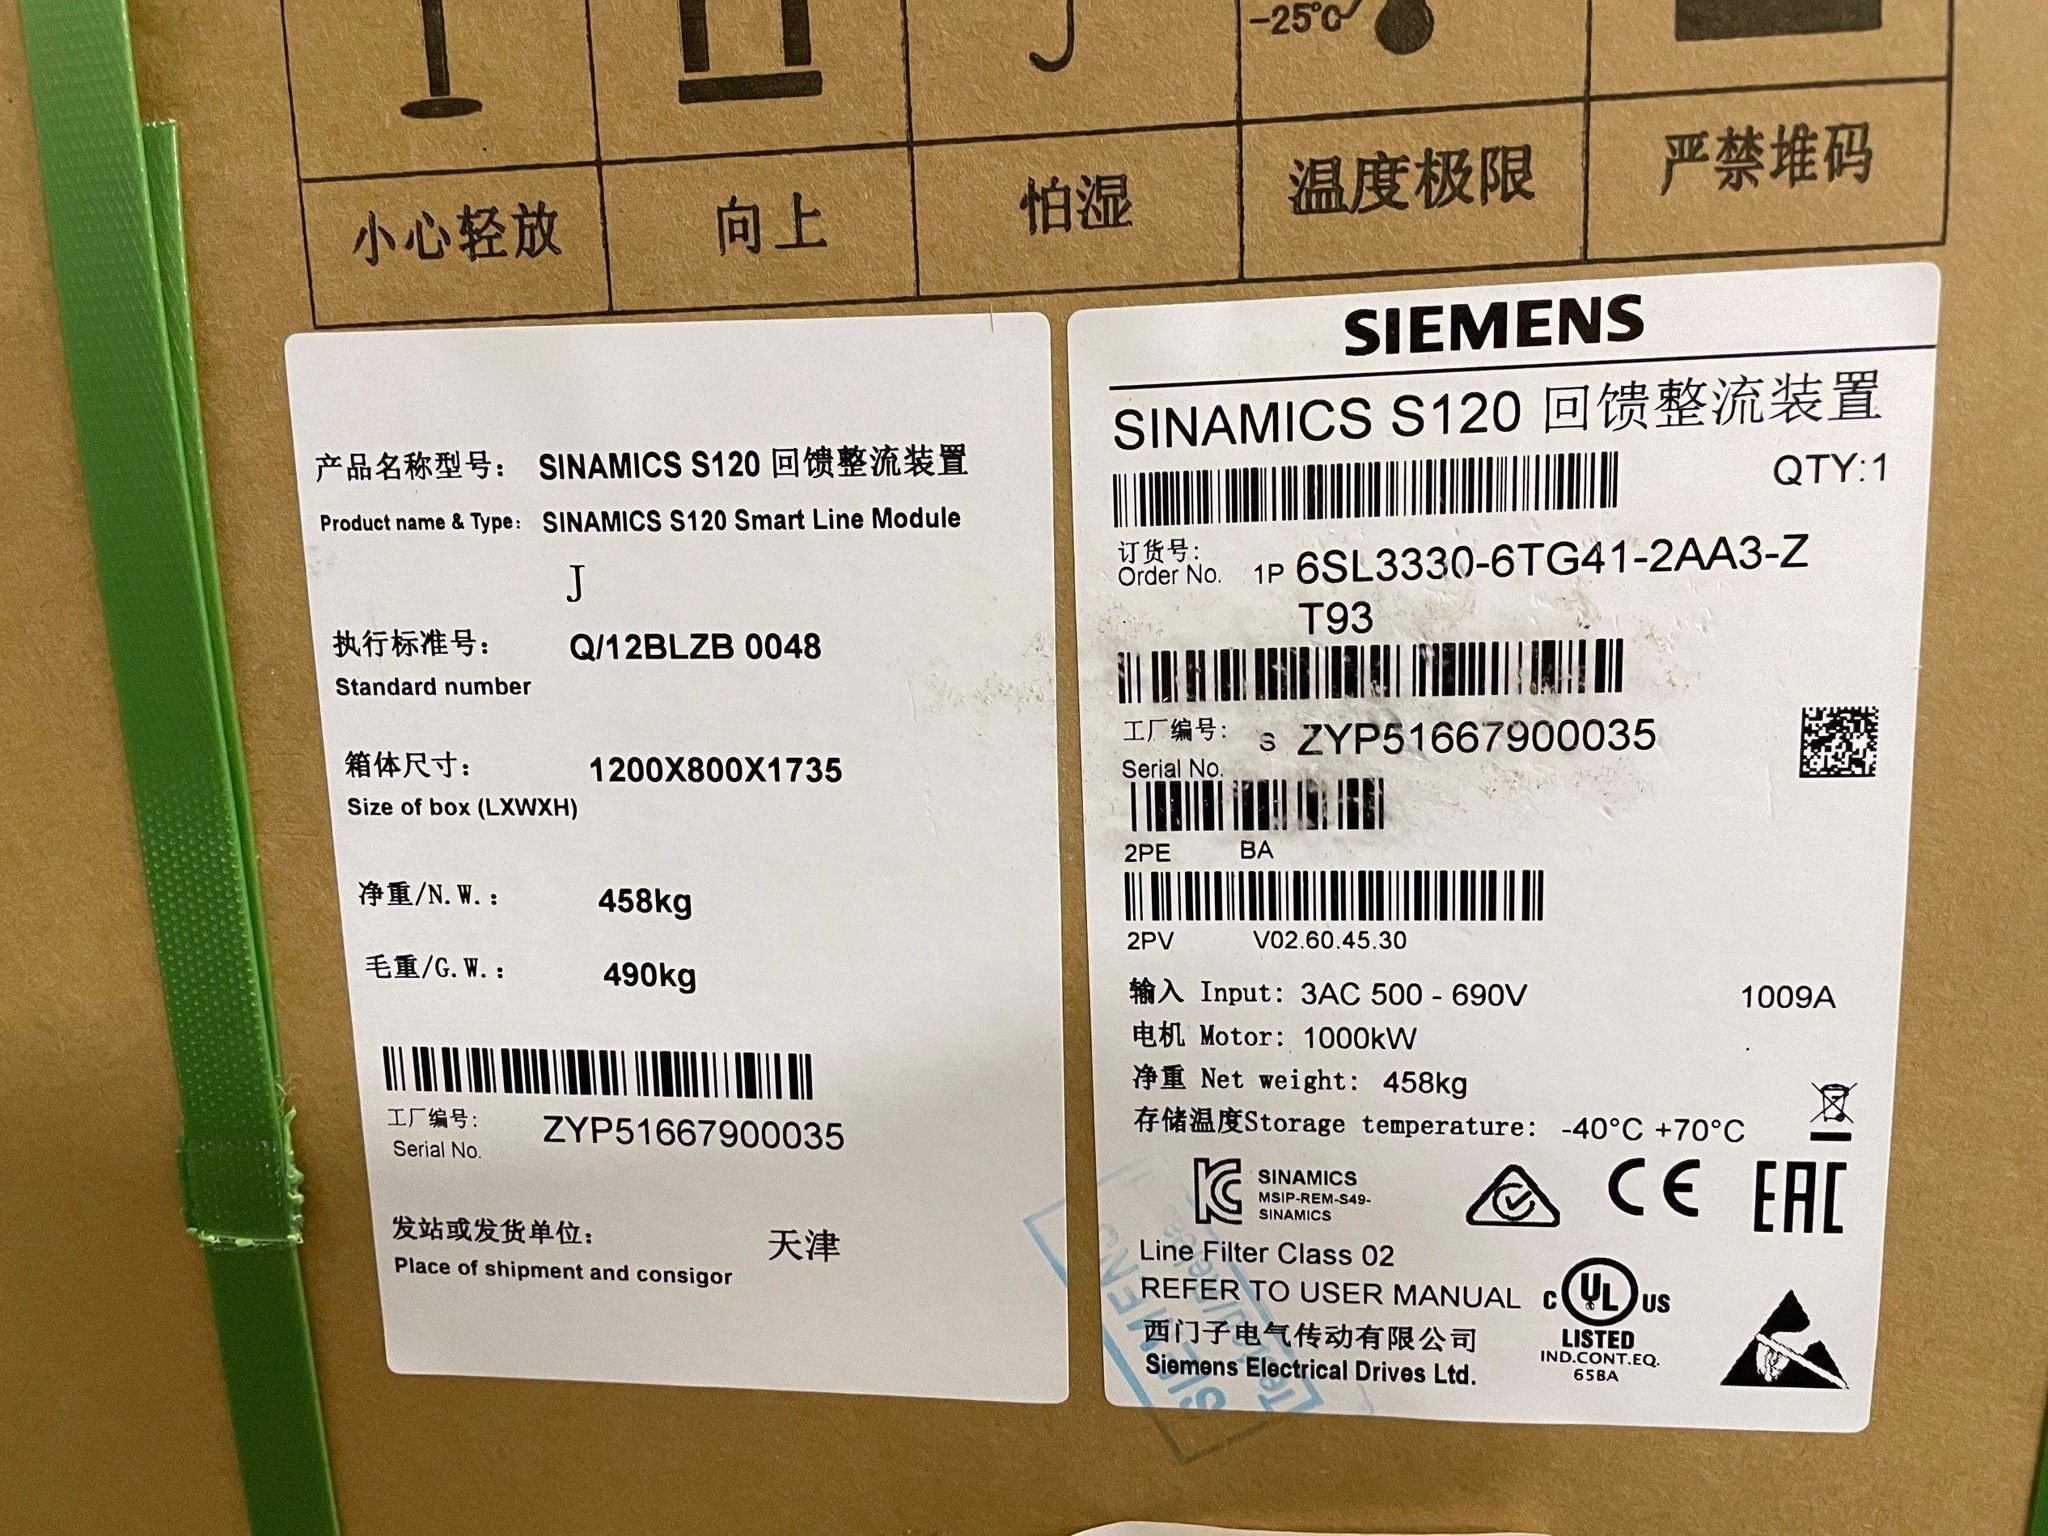 -25°C
小心轻放
向上
怕湿
温度极限
严禁堆码
产品名称型号： SINAMICS S120 回馈整流装置
Product name & Type： SINAMICS S120 Smart Line Module
J
执行标准号： Q/12BLZB 0048
Standard number
箱体尺寸： 1200X800X1735
Size of box (LXWXH)
净重/N.W.： 458kg
毛重/G.W.： 490kg
工厂编号: ZYP51667900035
Serial No.
发站或发货单位： 天津
Place of shipment and consigor
SIEMENS
SINAMICS S120 回馈整流装置
QTY:1
订货号:
Order No. 1P 6SL3330-6TG41-2AA3-Z
T93
工厂编号: S ZYP51667900035
Serial No.
2PE BA
2PV V02.60.45.30
输入 Input: 3AC 500 - 690V 1009A
电机 Motor: 1000kW
净重 Net weight: 458kg
存储温度Storage temperature: -40°C +70°C
SINAMICS
MSIP-REM-S49-
SINAMICS
CE
EAC
Line Filter Class 02
REFER TO USER MANUAL
C UL US
LISTED
IND.CONT.EQ.
65BA
西门子电气传动有限公司
Siemens Electrical Drives Ltd.
SIEMENS